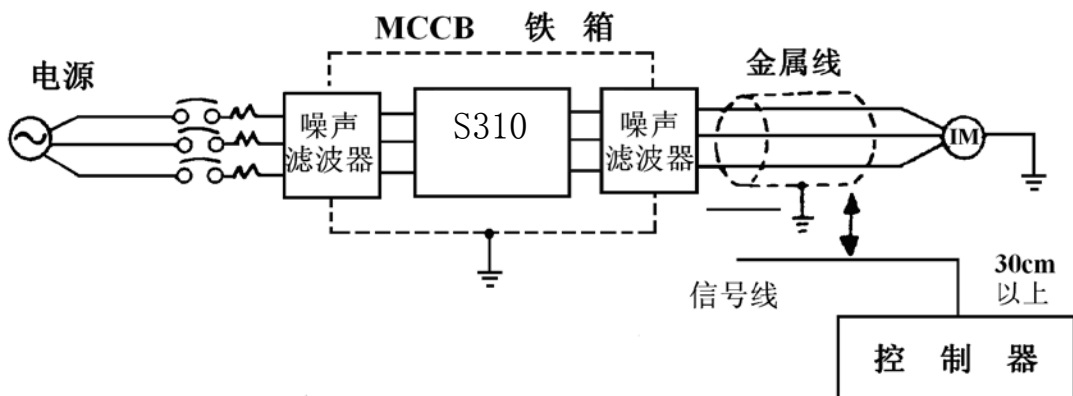 MCCB 铁 箱
电源
金属线
噪声
滤波器
S310
噪声
滤波器
IM
信号线
30cm
以上
控 制 器